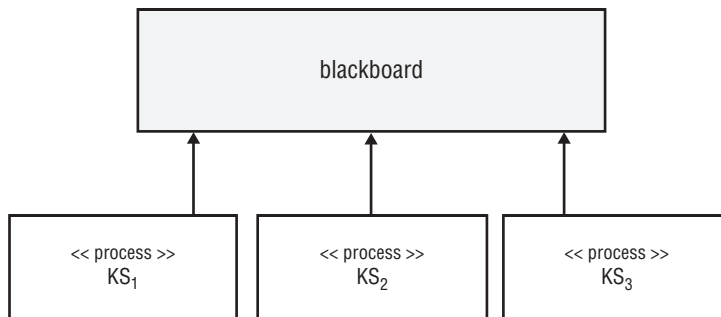 blackboard
<< process >>
KS₁
<< process >>
KS₂
<< process >>
KS₃